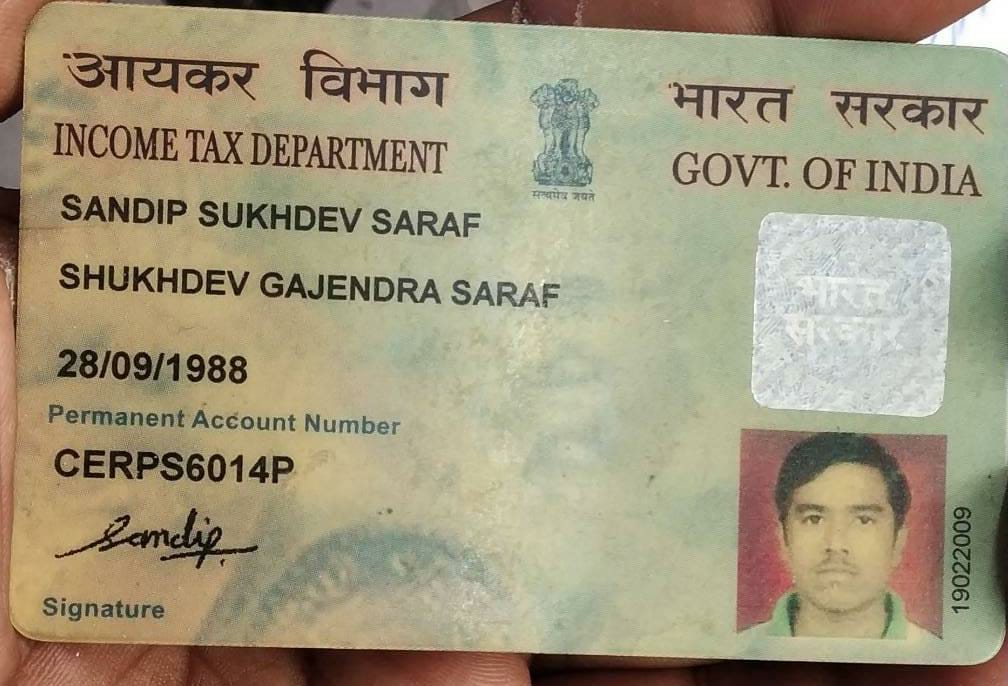 आयकर विभाग
INCOME TAX DEPARTMENT
भारत सरकार
GOVT. OF INDIA
सत्यमेव जयते
SANDIP SUKHDEV SARAF
SHUKHDEV GAJENDRA SARAF
28/09/1988
Permanent Account Number
CERPS6014P
Sandip
Signature
भारत
सरकार
19022009